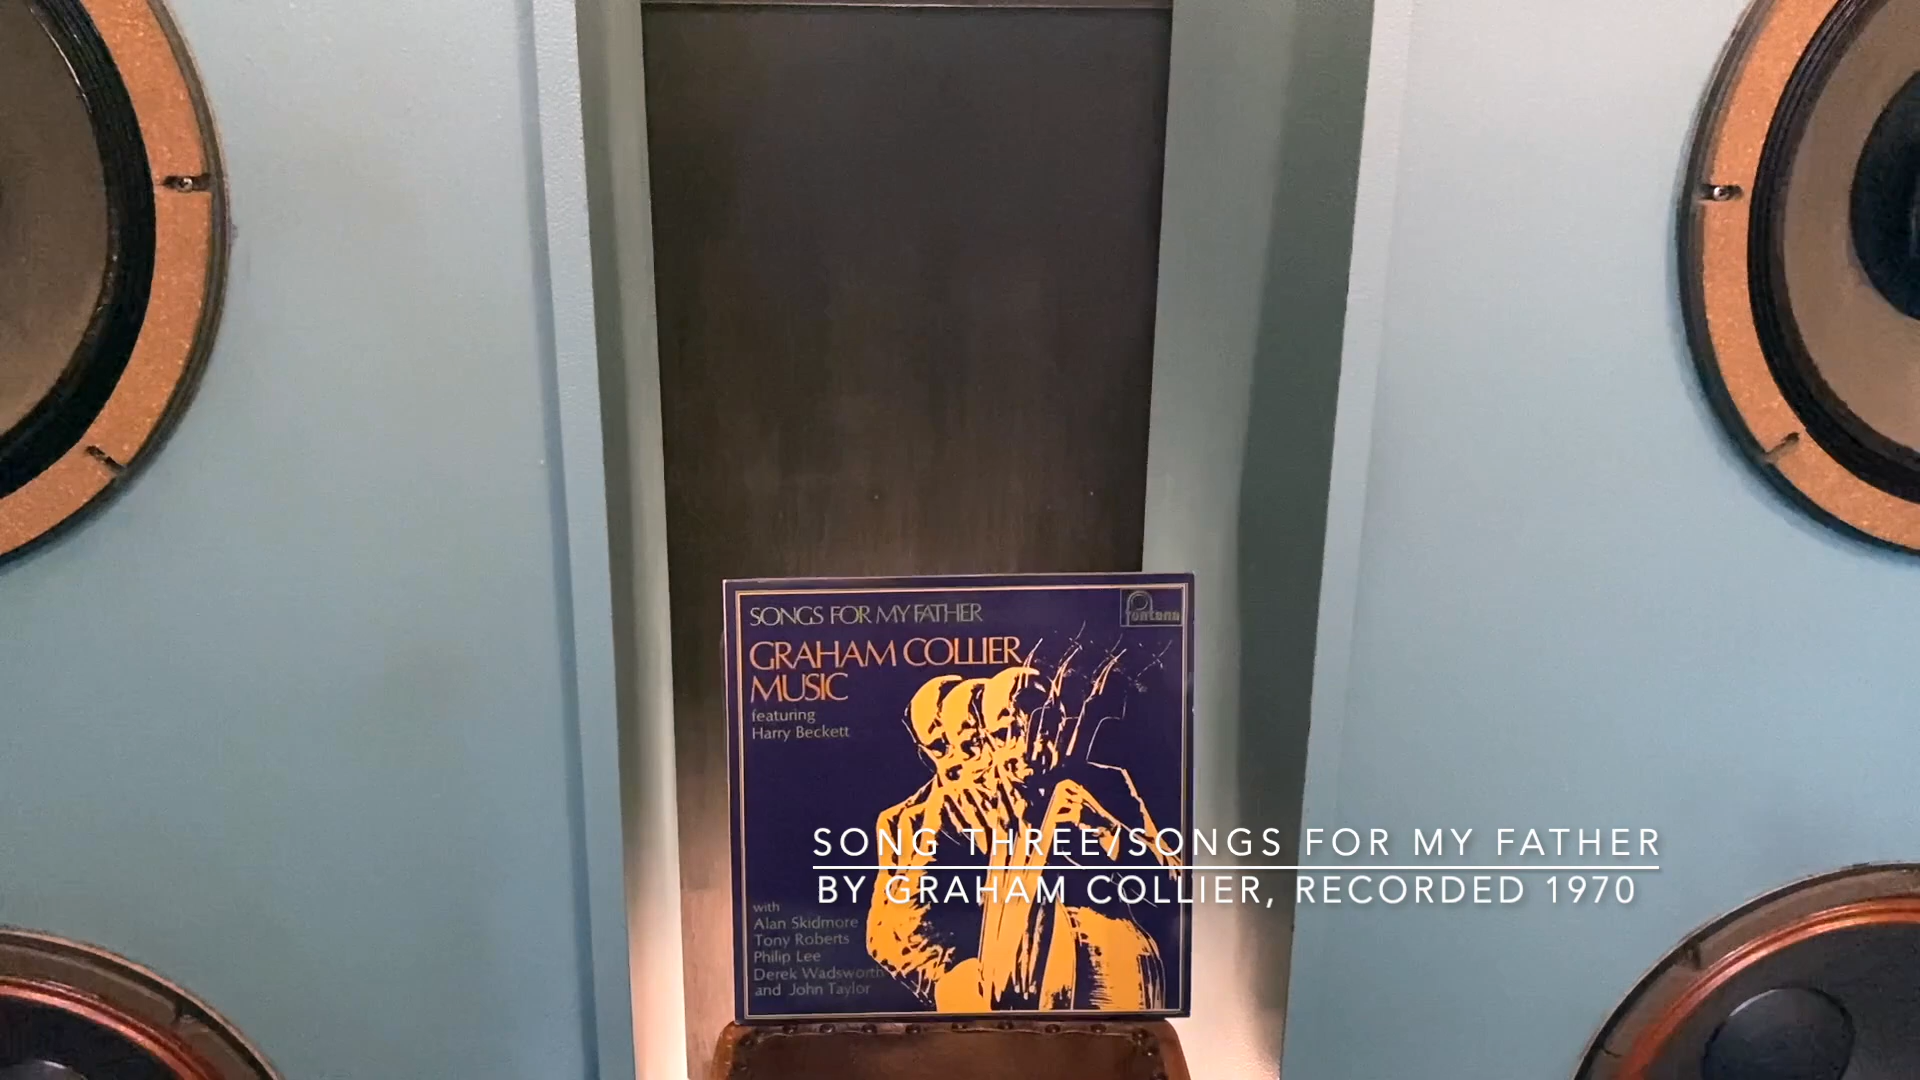 SONGS FOR MY FATHER
fontana
GRAHAM COLLIER
MUSIC
featuring
Harry Beckett
with
Alan Skidmore
Tony Roberts
Philip Lee
Derek Wadsworth
and John Taylor
SONG THREE/SONGS FOR MY FATHER
BY GRAHAM COLLIER, RECORDED 1970